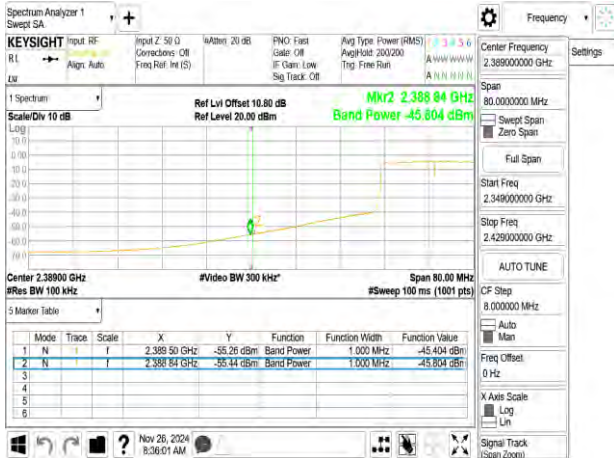 Spectrum Analyzer 1
Swept SA
+
Frequency
KEYSIGHT
RL
Input: RF
Align: Auto
Input Z: 50 Ω
Corrections: Off
Freq Ref: Int (S)
#Atten: 20 dB
PNO: Fast
Gate: Off
IF Gain: Low
Sig Track: Off
Avg Type: Power (RMS)
Avg|Hold: 200/200
Trig: Free Run
1 2 3 4 5 6
A W W W W W
A N N N N N
1 Spectrum
Scale/Div 10 dB
Log
Ref Lvl Offset 10.80 dB
Ref Level 20.00 dBm
Mkr2 2.388 84 GHz
Band Power -45.804 dBm
10.0
0.00
Center 2.38900 GHz
#Res BW 100 kHz
#Video BW 300 kHz*
Span 80.00 MHz
#Sweep 100 ms (1001 pts)
5 Marker Table
Mode Trace Scale X Y Function Function Width Function Value
1 N 1 f 2.389 50 GHz -55.26 dBm Band Power 1.000 MHz -45.404 dBm
2 N 1 f 2.388 84 GHz -55.44 dBm Band Power 1.000 MHz -45.804 dBm
3
4
5
6
Nov 26, 2024
8:36:01 AM
Center Frequency
2.389000000 GHz
Settings
Span
80.0000000 MHz
Swept Span
Zero Span
Full Span
Start Freq
2.349000000 GHz
Stop Freq
2.429000000 GHz
AUTO TUNE
CF Step
8.000000 MHz
Auto
Man
Freq Offset
0 Hz
X Axis Scale
Log
Lin
Signal Track
(Span Zoom)